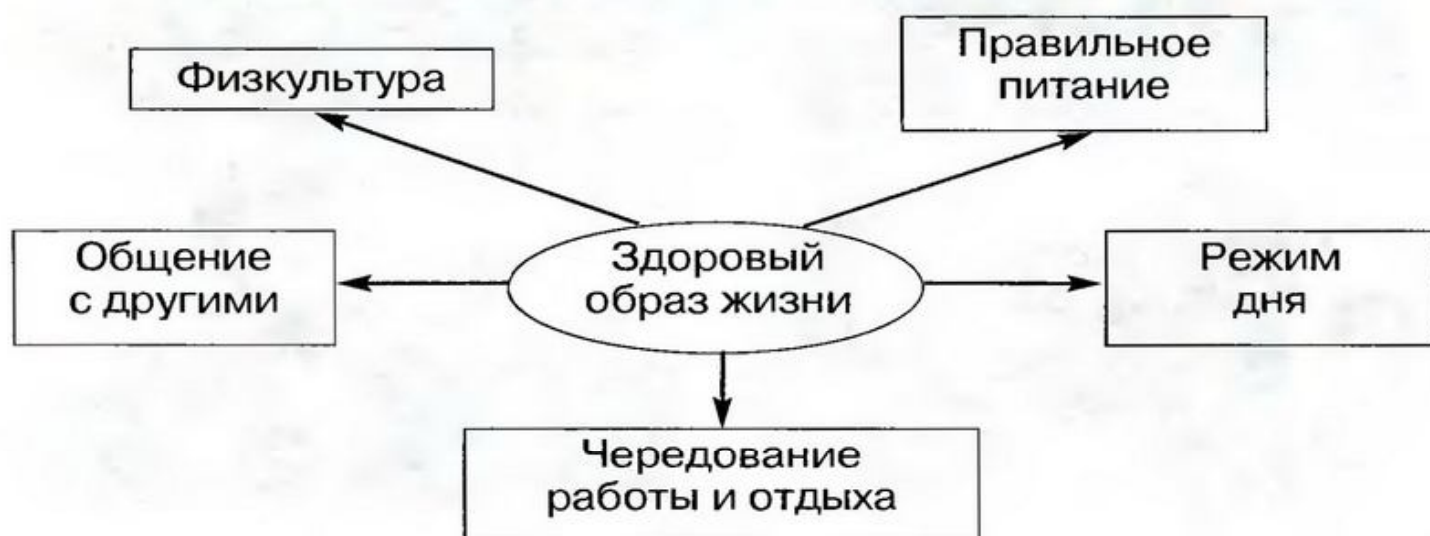 Физкультура
Правильное
питание
Общение
с другими
Здоровый
образ жизни
Режим
дня
Чередование
работы и отдыха